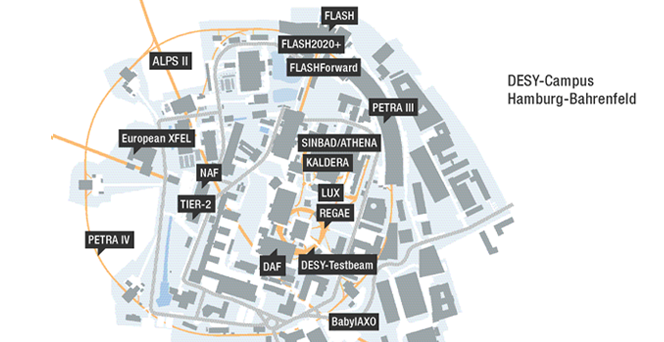 FLASH
FLASH2020+
ALPS II
FLASHForward
DESY-Campus
Hamburg-Bahrenfeld
PETRA III
European XFEL
SINBAD/ATHENA
KALDERA
NAF
LUX
TIER-2
REGAE
PETRA IV
DAF
DESY-Testbeam
BabyIAXO